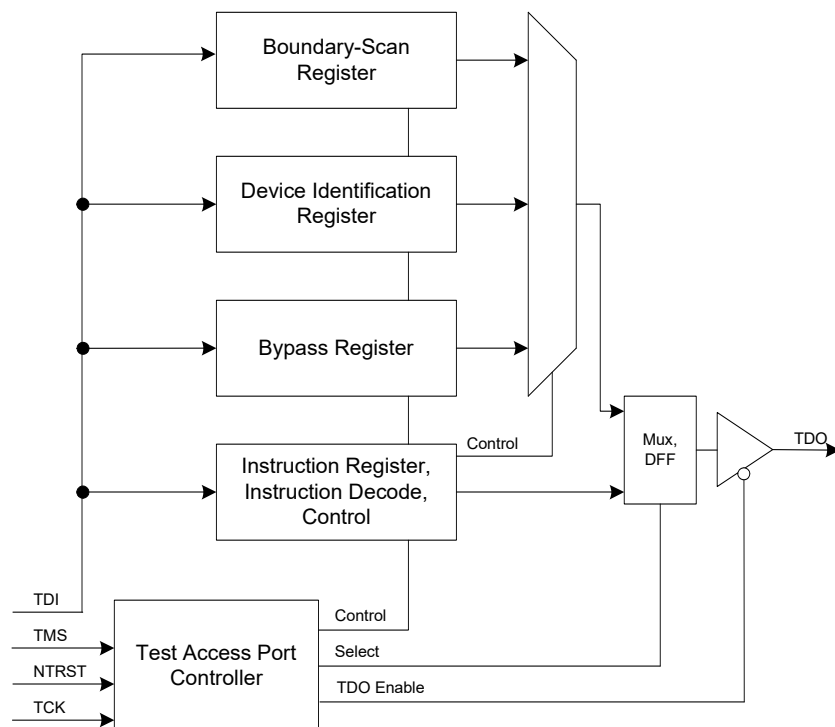 Boundary-Scan
Register
Device Identification
Register
Bypass Register
Control
Instruction Register,
Instruction Decode,
Control
Mux,
DFF
TDO
TDI
TMS
NTRST
TCK
Test Access Port
Controller
Control
Select
TDO Enable